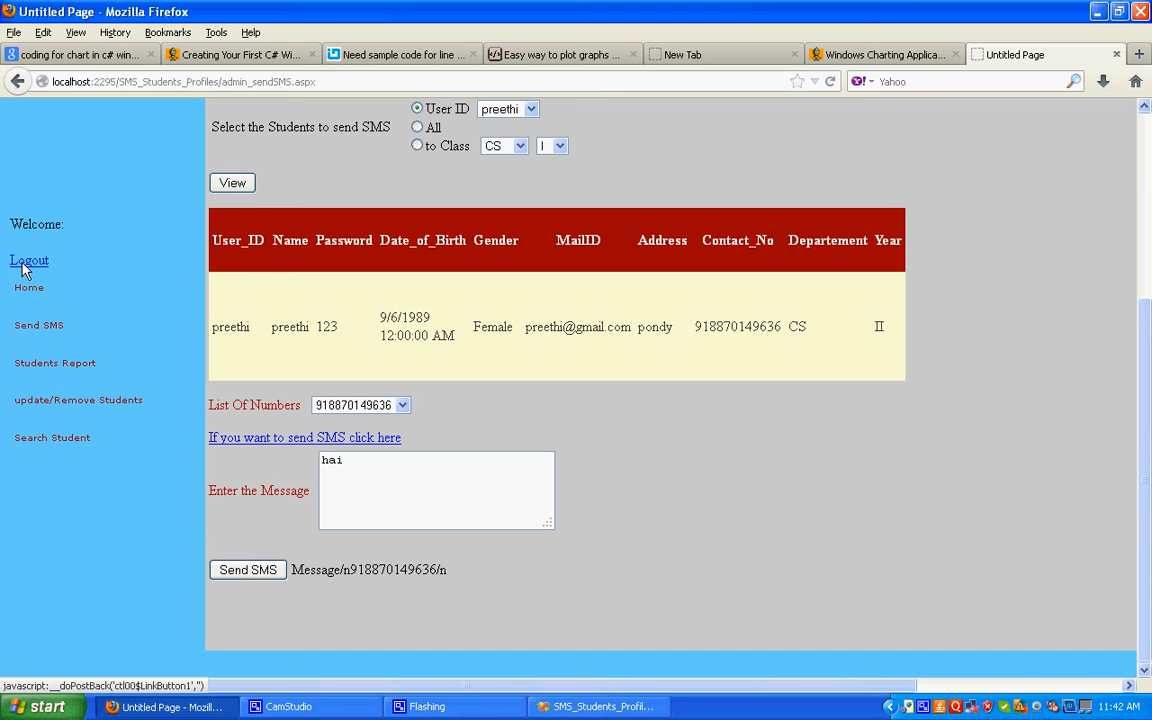 Untitled Page - Mozilla Firefox
File Edit View History Bookmarks Tools Help
coding for chart in c# win...
Creating Your First C# Wi...
Need sample code for line ...
Easy way to plot graphs ...
New Tab
Windows Charting Applica...
Untitled Page
localhost:2295/SMS_Students_Profiles/admin_sendSMS.aspx
Yahoo
Select the Students to send SMS
User ID preethi
All
to Class CS I
View
Welcome:
Logout
Home
Send SMS
Students Report
update/Remove Students
Search Student
User_ID Name Password Date_of_Birth Gender MailID Address Contact_No Departement Year
preethi preethi 123 9/6/1989 12:00:00 AM Female preethi@gmail.com pondy 918870149636 CS II
List Of Numbers 918870149636
If you want to send SMS click here
Enter the Message
hai
Send SMS Message/n918870149636/n
javascript:__doPostBack('ctl00$LinkButton1','')
start
Untitled Page - Mozill...
CamStudio
Flashing
SMS_Students_Profil...
11:42 AM